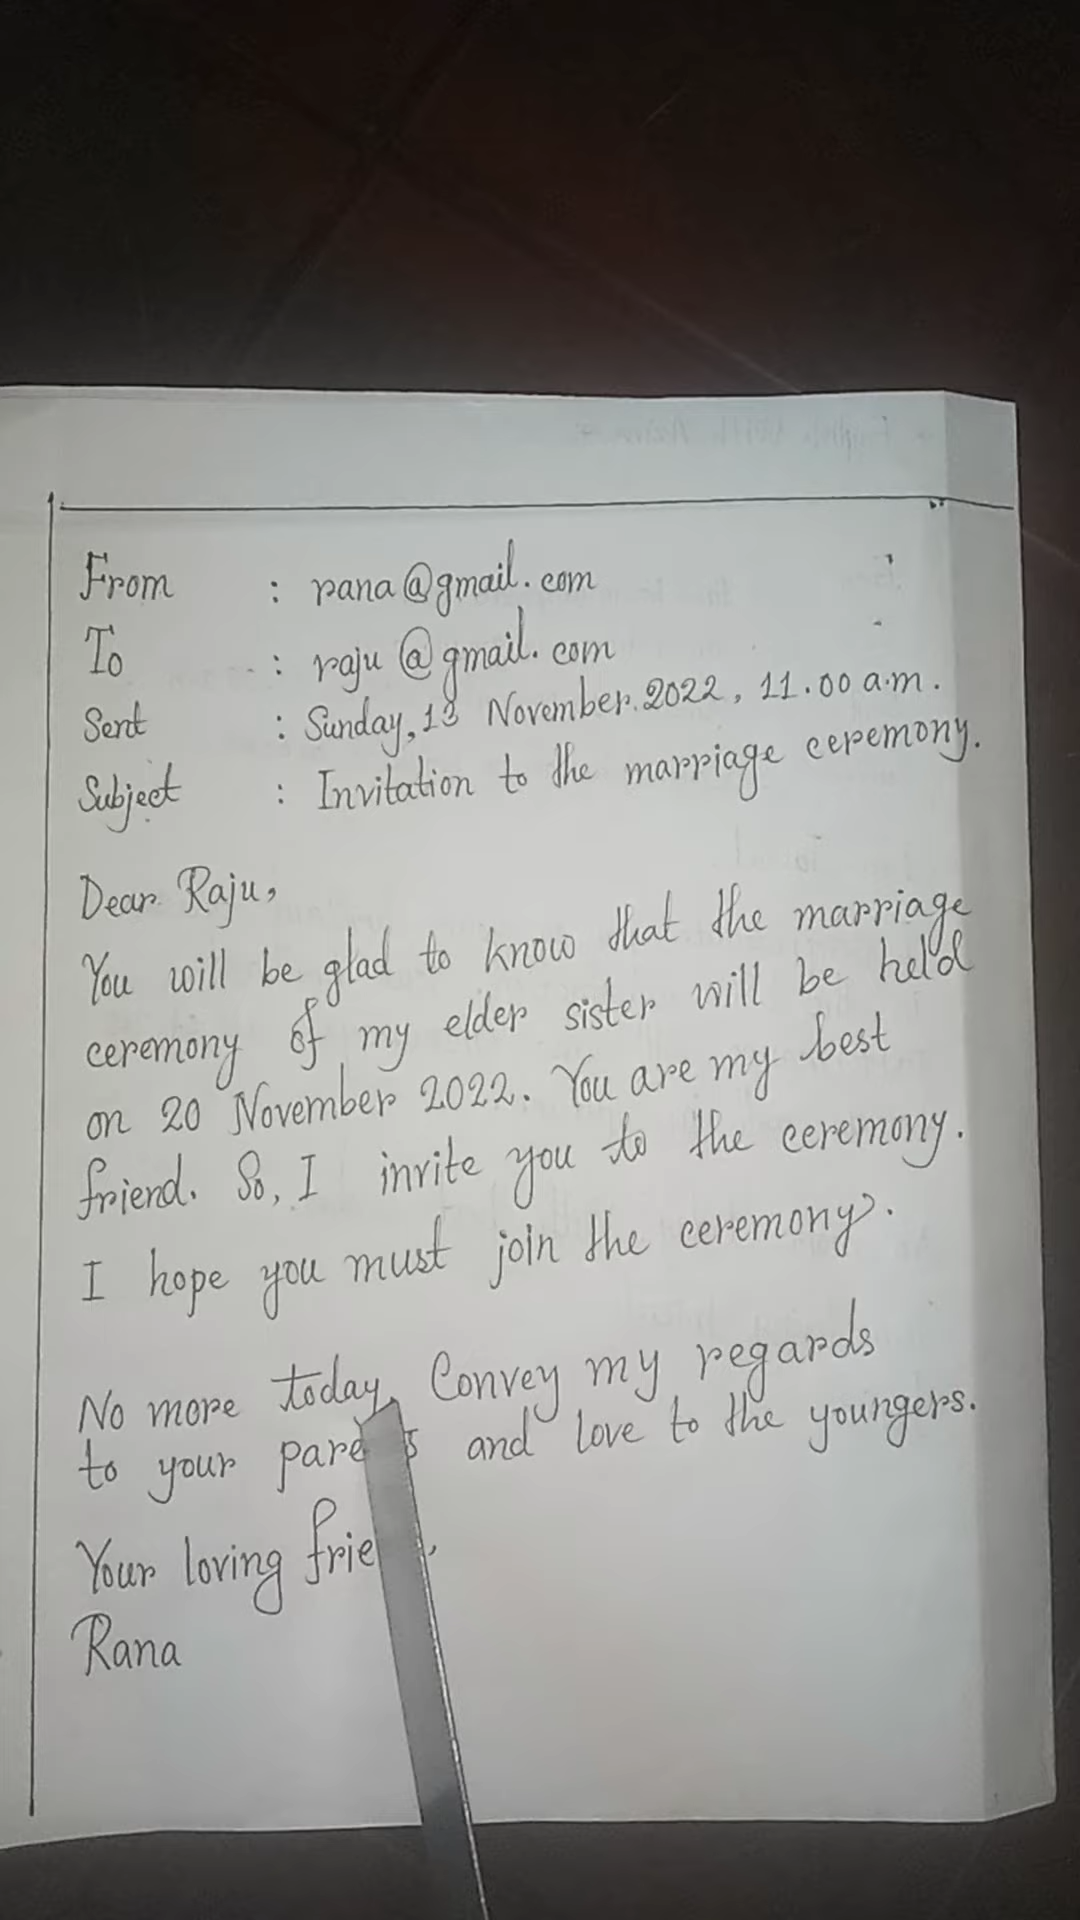 From : rana@gmail.com
To : raju@gmail.com
Sent : Sunday, 13 November. 2022, 11.00 a.m.
Subject : Invitation to the marriage ceremony.
Dear Raju,
You will be glad to know that the marriage
ceremony of my elder sister will be held
on 20 November 2022. You are my best
friend. So, I invite you to the ceremony.
I hope you must join the ceremony.
No more today. Convey my regards
to your and love to the youngers.
Your loving
Rana